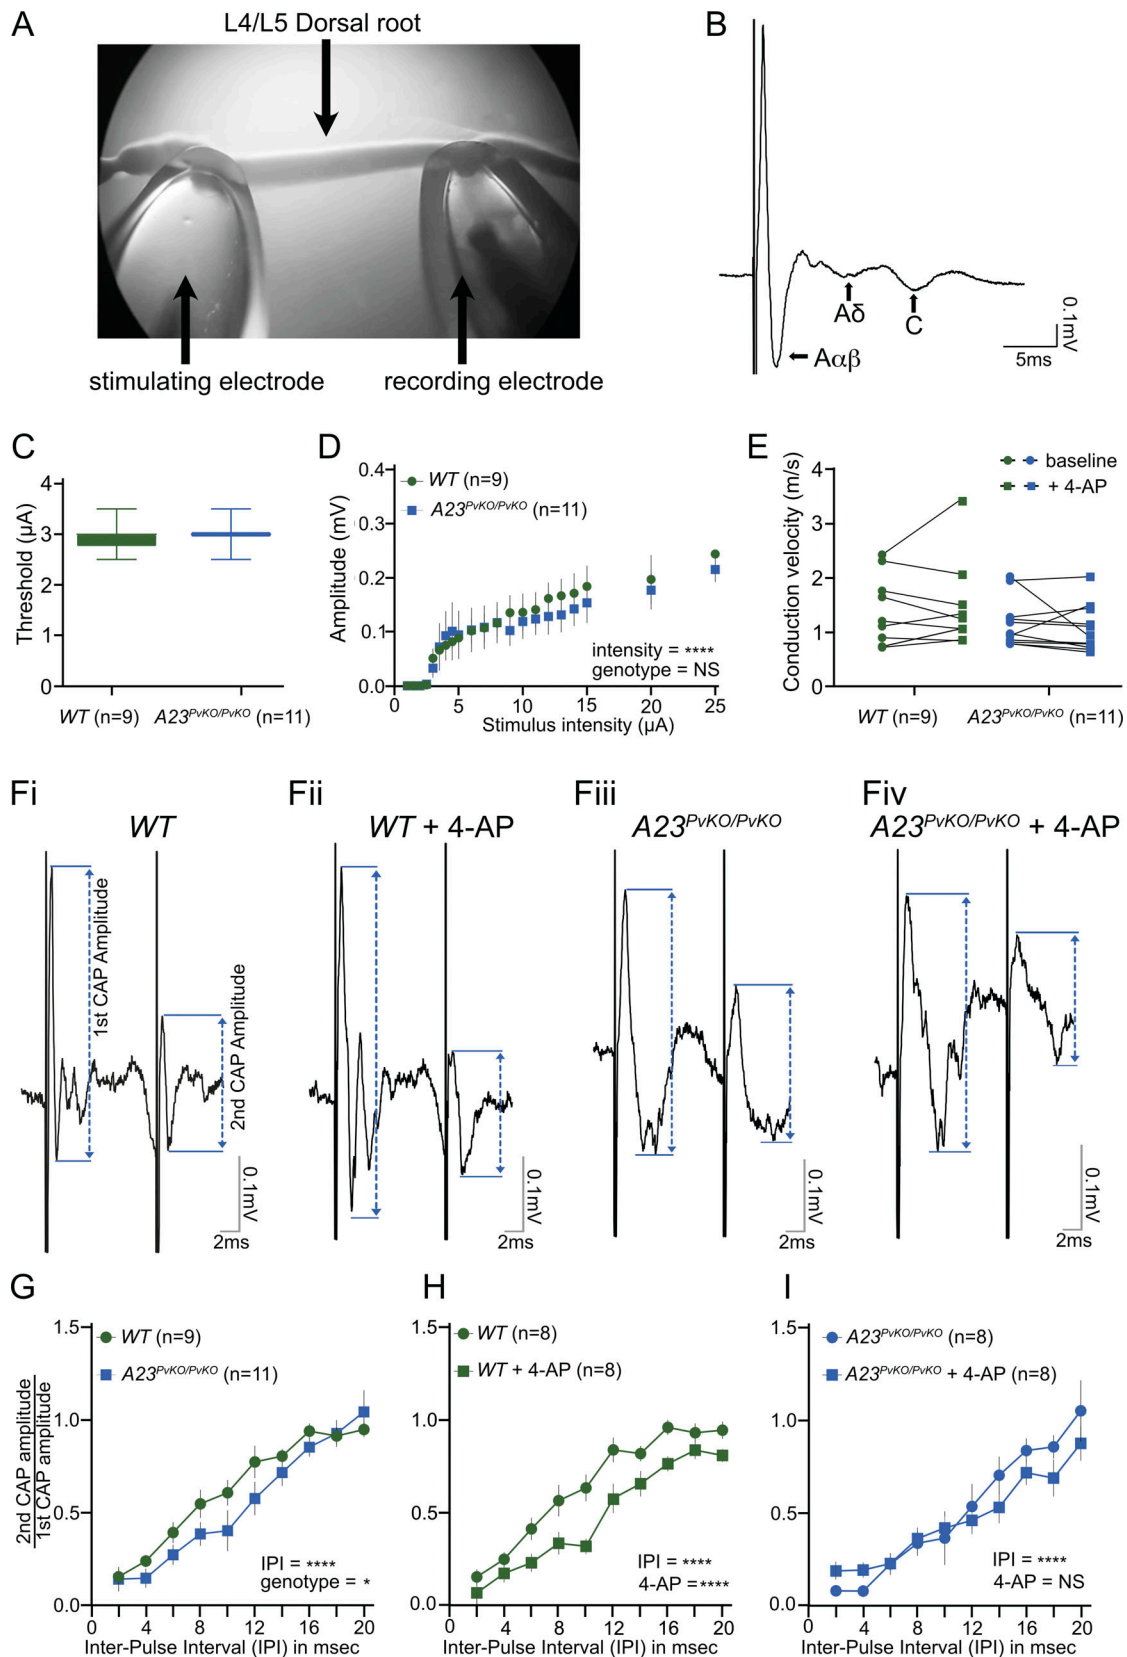 A
L4/L5 Dorsal root
stimulating electrode
recording electrode
B
Aδ
C
Aαβ
0.1mV
5ms
C
Threshold (µA)
4
3
2
1
0
WT (n=9)
A23PvKO/PvKO (n=11)
D
Amplitude (mV)
0.4
0.3
0.2
0.1
0.0
WT (n=9)
A23PvKO/PvKO (n=11)
intensity = ****
genotype = NS
0 5 10 15 20 25
Stimulus intensity (µA)
E
Conduction velocity (m/s)
4
3
2
1
0
baseline
+ 4-AP
WT (n=9)
A23PvKO/PvKO (n=11)
Fi
WT
1st CAP Amplitude
2nd CAP Amplitude
0.1mV
2ms
Fii
WT + 4-AP
0.1mV
2ms
Fiii
A23PvKO/PvKO
0.1mV
2ms
Fiv
A23PvKO/PvKO + 4-AP
0.1mV
2ms
G
2nd CAP amplitude
1st CAP amplitude
1.5
1.0
0.5
0.0
WT (n=9)
A23PvKO/PvKO (n=11)
IPI = ****
genotype = *
0 4 8 12 16 20
Inter-Pulse Interval (IPI) in msec
H
1.5
1.0
0.5
0.0
WT (n=8)
WT + 4-AP (n=8)
IPI = ****
4-AP = ****
0 4 8 12 16 20
Inter-Pulse Interval (IPI) in msec
I
1.5
1.0
0.5
0.0
A23PvKO/PvKO (n=8)
A23PvKO/PvKO + 4-AP (n=8)
IPI = ****
4-AP = NS
0 4 8 12 16 20
Inter-Pulse Interval (IPI) in msec